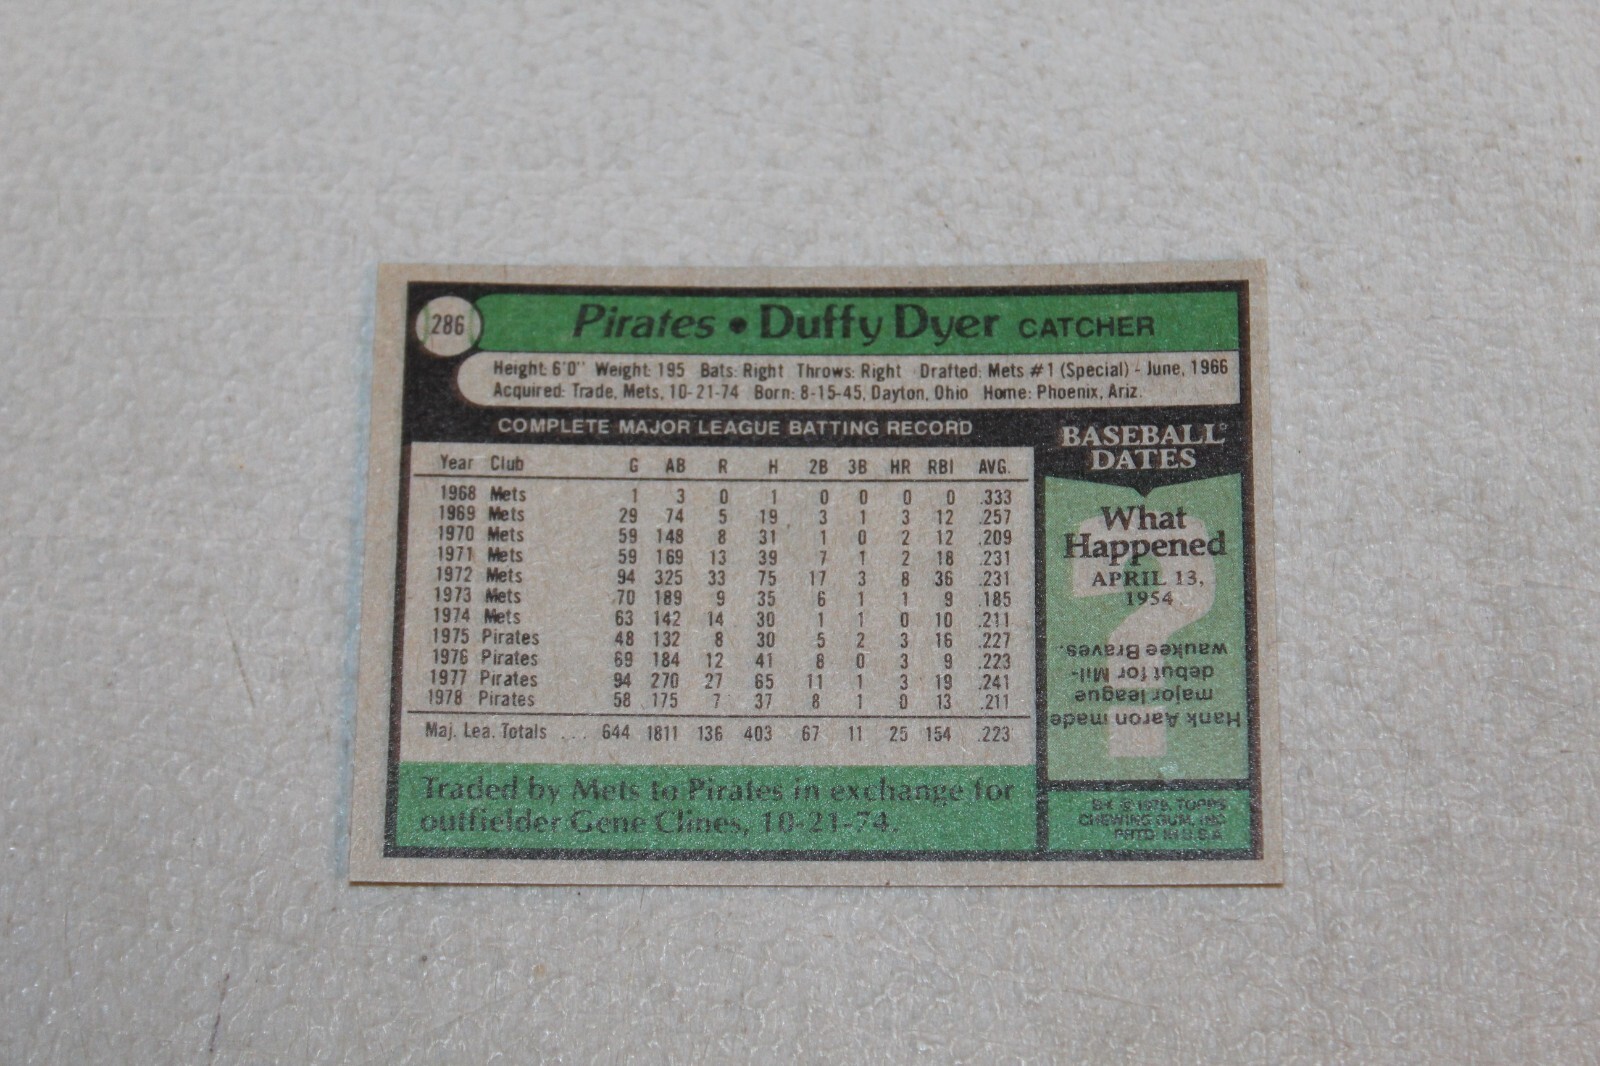 286
Pirates • Duffy Dyer CATCHER
Height: 6'0" Weight: 195 Bats: Right Throws: Right Drafted: Mets #1 (Special) - June, 1966
Acquired: Trade, Mets, 10-21-74 Born: 8-15-45, Dayton, Ohio Home: Phoenix, Ariz.
COMPLETE MAJOR LEAGUE BATTING RECORD
Year Club G AB R H 2B 3B HR RBI AVG.
1968 Mets 1 3 0 1 0 0 0 0 .333
1969 Mets 29 74 5 19 3 1 3 12 .257
1970 Mets 59 148 8 31 1 0 2 12 .209
1971 Mets 59 169 13 39 7 1 2 18 .231
1972 Mets 94 325 33 75 17 3 8 36 .231
1973 Mets 70 189 9 35 6 1 1 9 .185
1974 Mets 63 142 14 30 1 1 0 10 .211
1975 Pirates 48 132 8 30 5 2 3 16 .227
1976 Pirates 69 184 12 41 8 0 3 9 .223
1977 Pirates 94 270 27 65 11 1 3 19 .241
1978 Pirates 58 175 7 37 8 1 0 13 .211
Maj. Lea. Totals ... 644 1811 136 403 67 11 25 154 .223
Traded by Mets to Pirates in exchange for
outfielder Gene Clines, 10-21-74.
BASEBALL®
DATES
What
Happened
APRIL 13,
1954
?
Hank Aaron made
major league
debut for Mil-
waukee Braves.
© 1979, TOPPS
CHEWING GUM, INC.
PRTD. IN U.S.A.